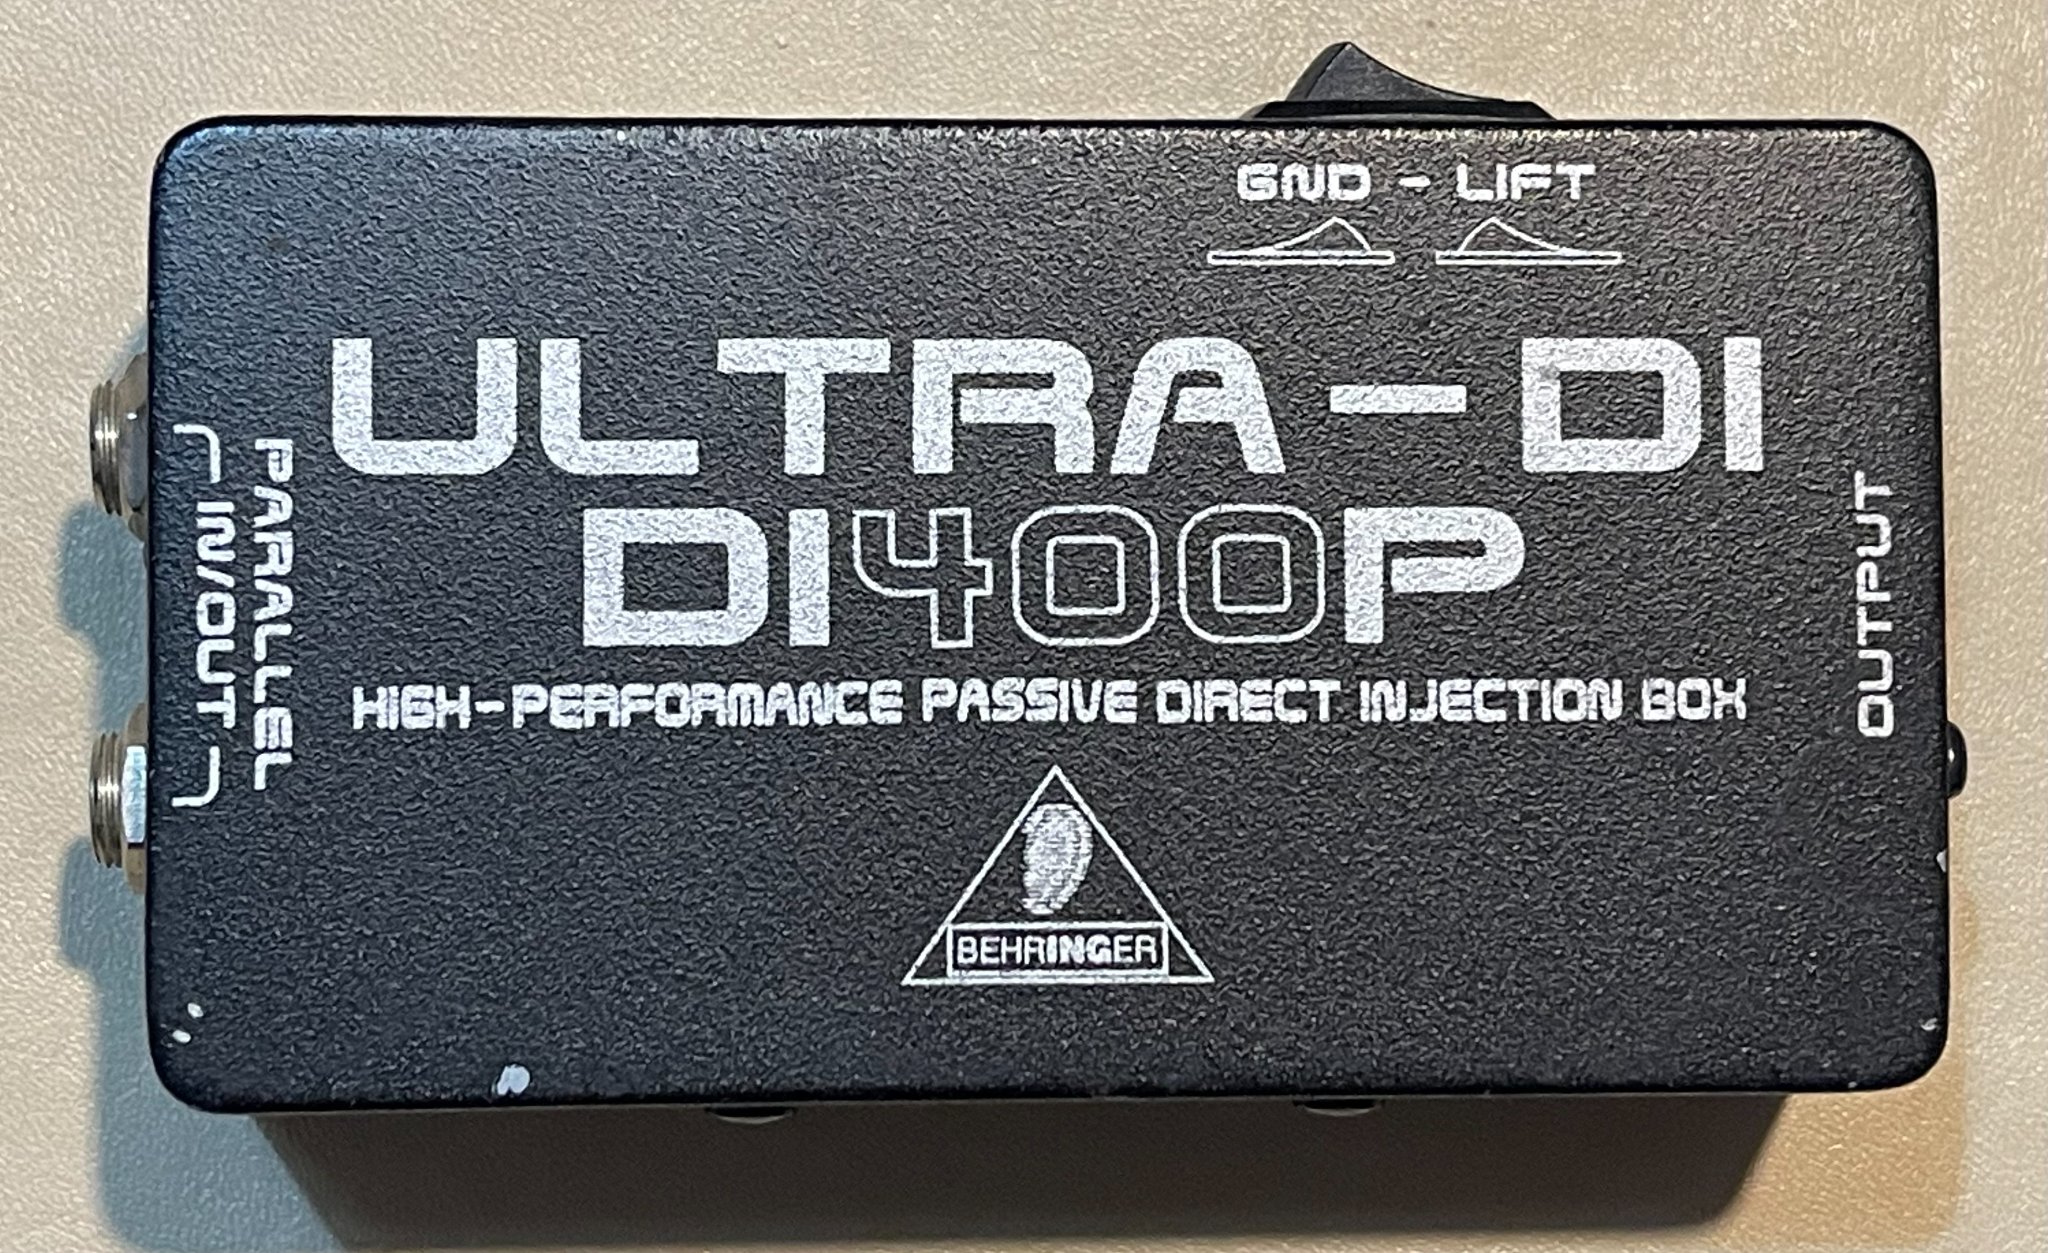 GND - LIFT
ULTRA-DI
DI400P
HIGH-PERFORMANCE PASSIVE DIRECT INJECTION BOX
PARALLEL
IN/OUT
OUTPUT
BEHRINGER